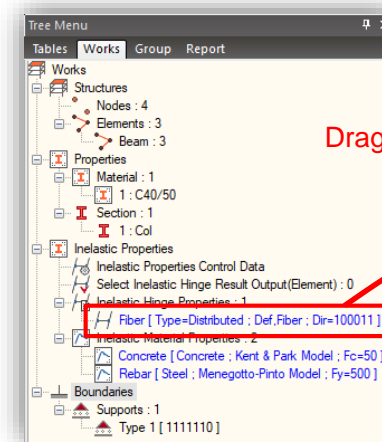 Tree Menu
Tables Works Group Report
Works
Structures
Nodes : 4
Elements : 3
Beam : 3
Drag
Properties
Material : 1
1 : C40/50
Section : 1
1 : Col
Inelastic Properties
Inelastic Properties Control Data
Select Inelastic Hinge Result Output(Element) : 0
Inelastic Hinge Properties : 1
Fiber [ Type=Distributed ; Def,Fiber ; Dir=100011 ]
Inelastic Material Properties : 2
Concrete [ Concrete ; Kent & Park Model ; Fc=50 ]
Rebar [ Steel ; Menegotto-Pinto Model ; Fy=500 ]
Boundaries
Supports : 1
Type 1 [ 1111110 ]